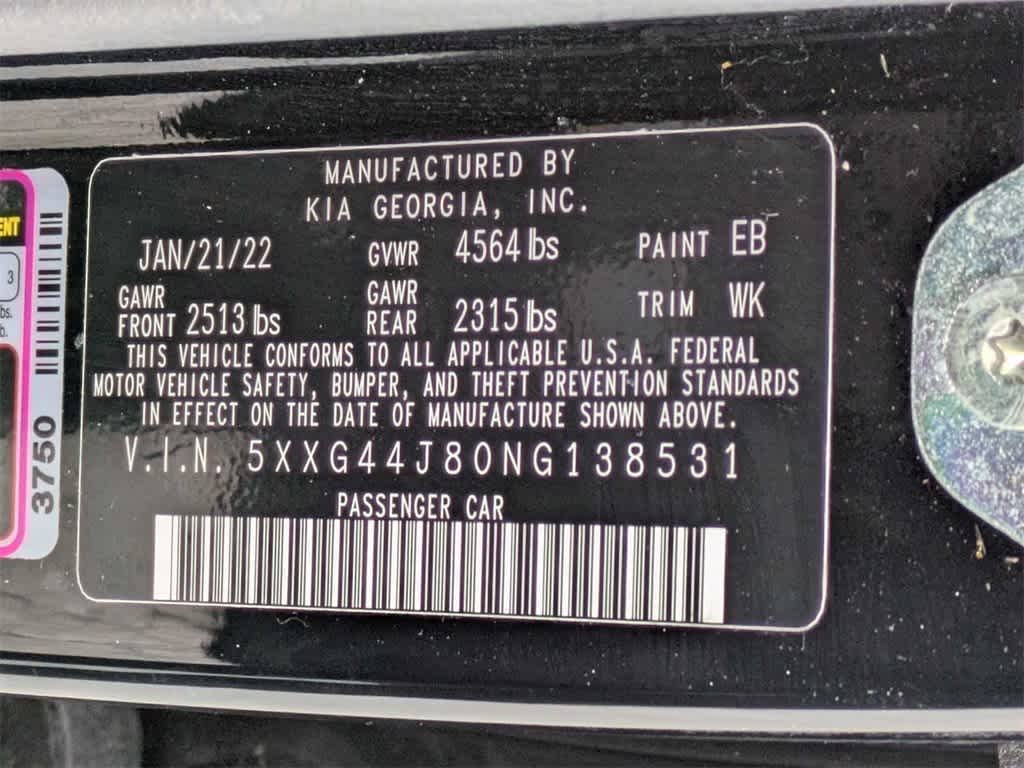 MANUFACTURED BY
KIA GEORGIA, INC.
JAN/21/22 GVWR 4564 lbs PAINT EB
GAWR FRONT 2513 lbs GAWR REAR 2315 lbs TRIM WK
THIS VEHICLE CONFORMS TO ALL APPLICABLE U.S.A. FEDERAL
MOTOR VEHICLE SAFETY, BUMPER, AND THEFT PREVENTION STANDARDS
IN EFFECT ON THE DATE OF MANUFACTURE SHOWN ABOVE.
V.I.N. 5XXG44J80NG138531
PASSENGER CAR
3
3750